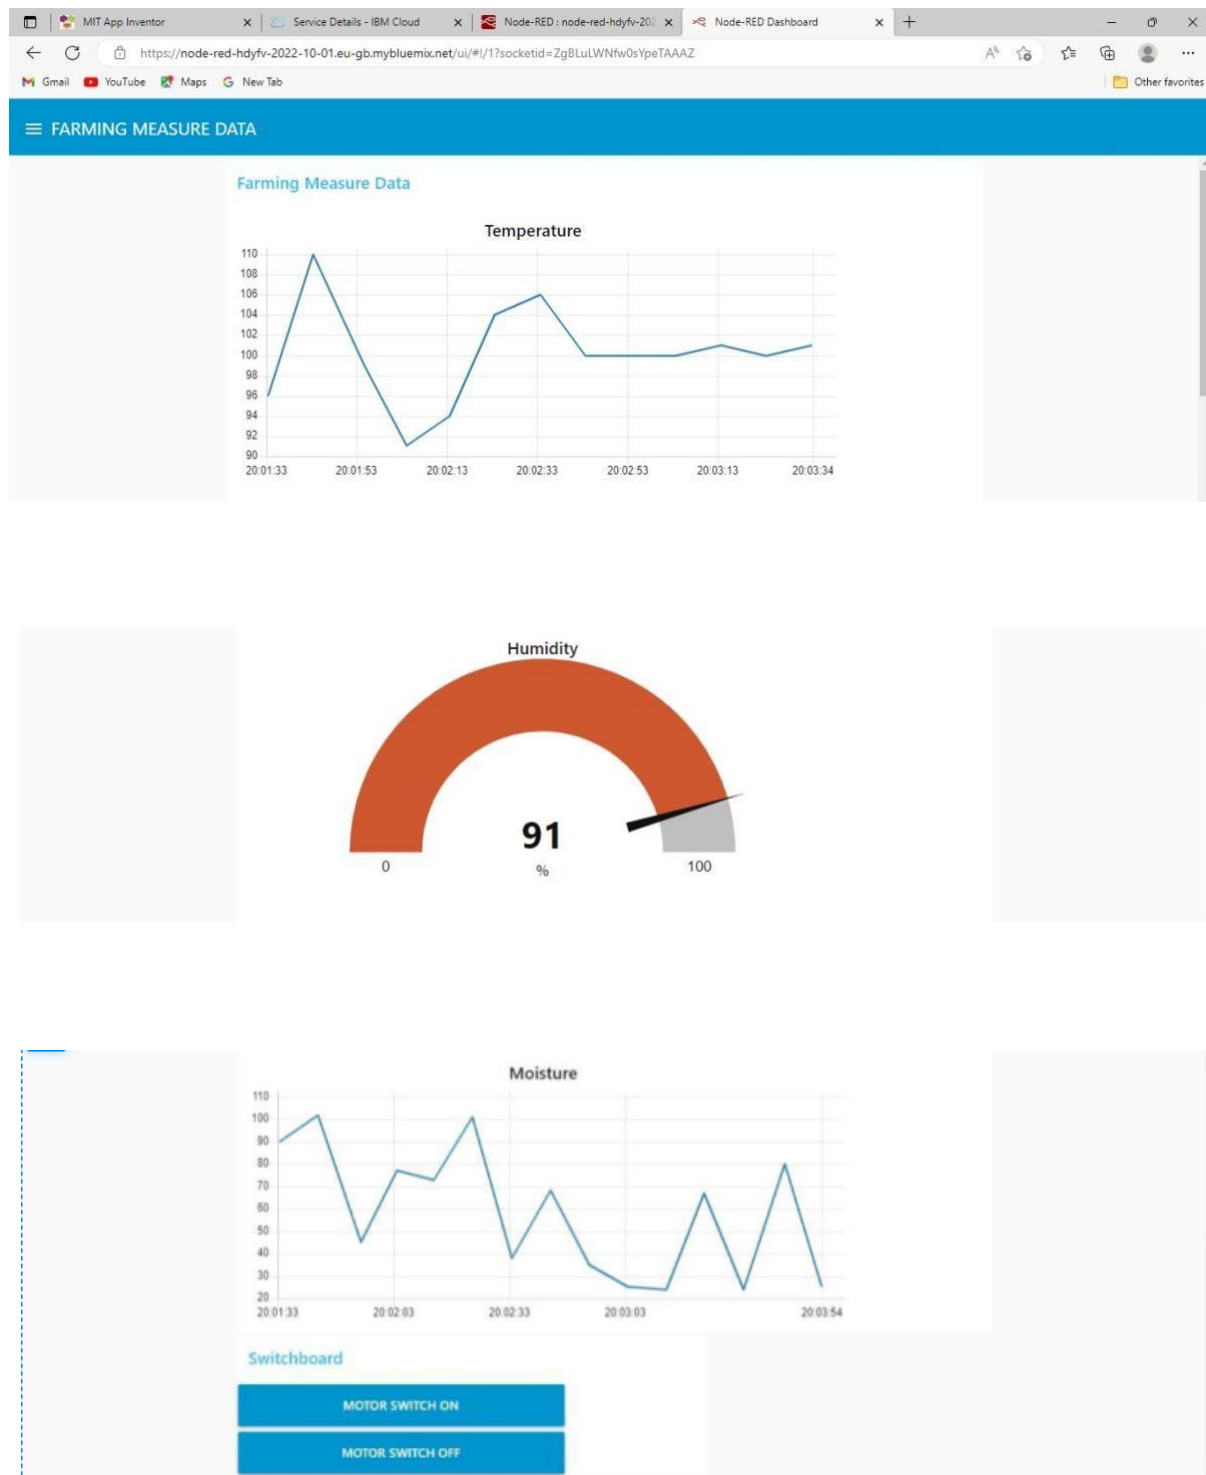 MIT App Inventor
Service Details - IBM Cloud
Node-RED : node-red-hdyfv-202
Node-RED Dashboard
https://node-red-hdyfv-2022-10-01.eu-gb.mybluemix.net/ui/#!/1?socketid=ZgBLuLWNfw0sYpeTAAAZ
Gmail YouTube Maps New Tab Other favorites
FARMING MEASURE DATA
Farming Measure Data
Temperature
110
108
106
104
102
100
98
96
94
92
90
20:01:33 20:01:53 20:02:13 20:02:33 20:02:53 20:03:13 20:03:34
Humidity
91
%
0 100
Moisture
110
100
90
80
70
60
50
40
30
20
20:01:33 20:02:03 20:02:33 20:03:03 20:03:54
Switchboard
MOTOR SWITCH ON
MOTOR SWITCH OFF